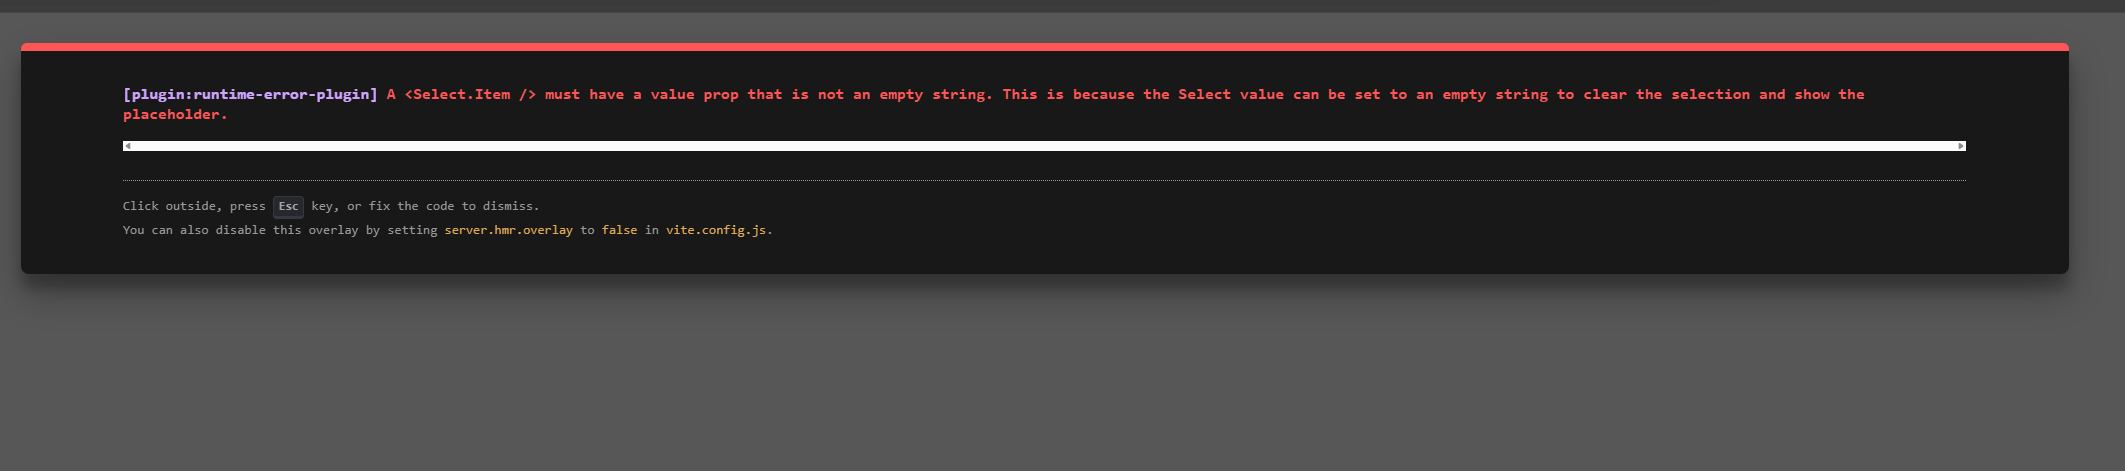 [plugin:runtime-error-plugin] A <Select.Item /> must have a value prop that is not an empty string. This is because the Select value can be set to an empty string to clear the selection and show the
placeholder.
Click outside, press Esc key, or fix the code to dismiss.
You can also disable this overlay by setting server.hmr.overlay to false in vite.config.js.